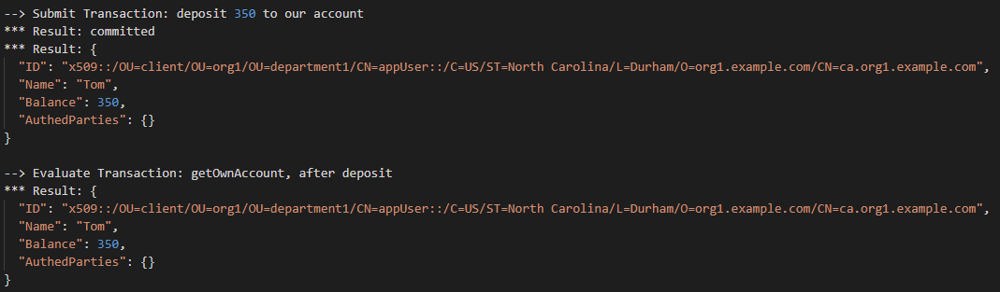 --> Submit Transaction: deposit 350 to our account
*** Result: committed
*** Result: {
  "ID": "x509::/OU=client/OU=org1/OU=department1/CN=appUser::/C=US/ST=North Carolina/L=Durham/O=org1.example.com/CN=ca.org1.example.com",
  "Name": "Tom",
  "Balance": 350,
  "AuthedParties": {}
}

--> Evaluate Transaction: getOwnAccount, after deposit
*** Result: {
  "ID": "x509::/OU=client/OU=org1/OU=department1/CN=appUser::/C=US/ST=North Carolina/L=Durham/O=org1.example.com/CN=ca.org1.example.com",
  "Name": "Tom",
  "Balance": 350,
  "AuthedParties": {}
}